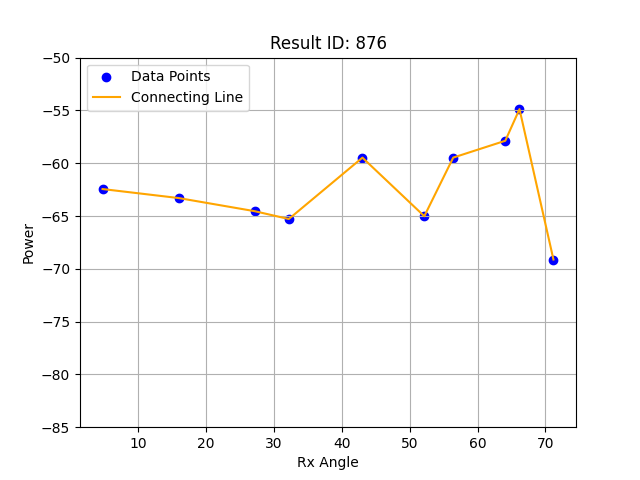 Result ID: 876
Data Points
Connecting Line
−50
−55
−60
−65
−70
−75
−80
−85
Power
10 20 30 40 50 60 70
Rx Angle